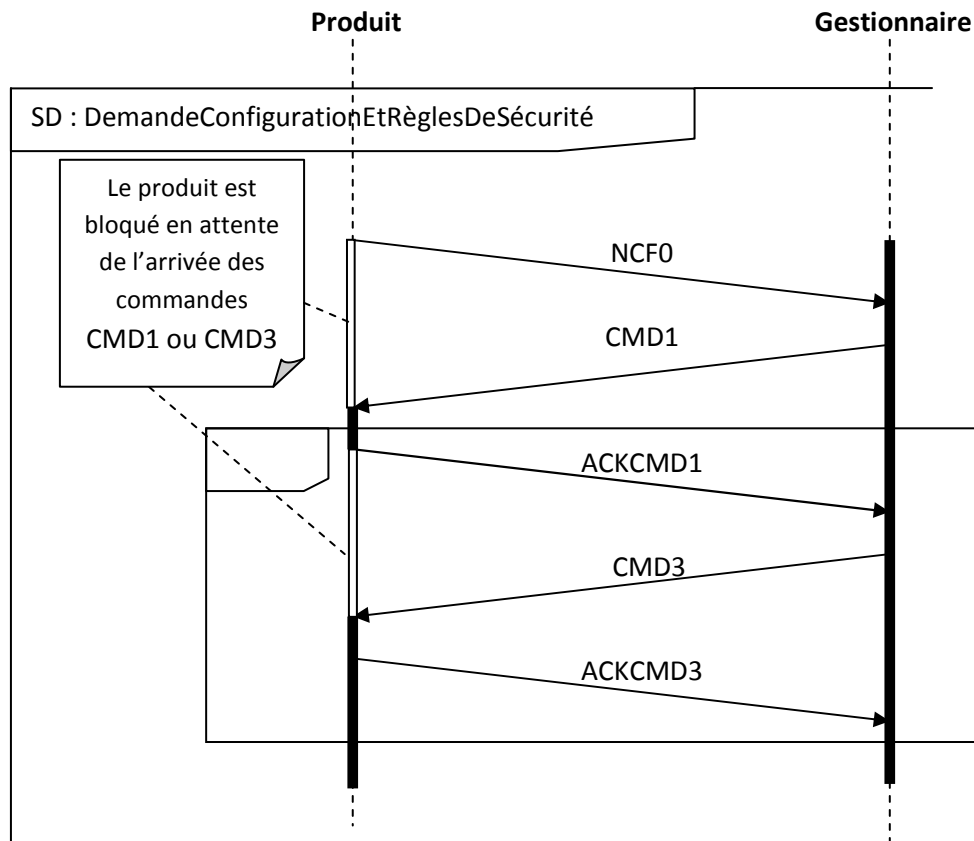 Produit
Gestionnaire
SD : DemandeConfigurationEtRèglesDeSécurité
Le produit est
bloqué en attente
de l'arrivée des
commandes
CMD1 ou CMD3
NCF0
CMD1
ACKCMD1
CMD3
ACKCMD3